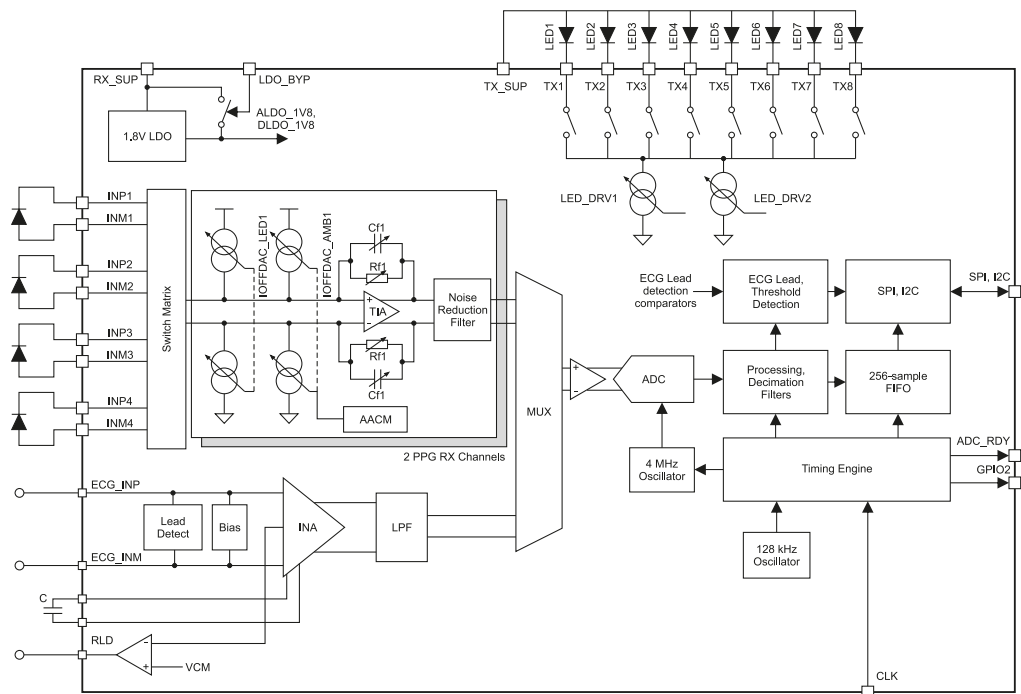 LED1
LED2
LED3
LED4
LED5
LED6
LED7
LED8
RX_SUP
LDO_BYP
TX_SUP
TX1
TX2
TX3
TX4
TX5
TX6
TX7
TX8
1.8V LDO
ALDO_1V8,
DLDO_1V8
LED_DRV1
LED_DRV2
INP1
INM1
INP2
INM2
INP3
INM3
INP4
INM4
Switch Matrix
IOFFDAC_LED1
IOFFDAC_AMB1
Cf1
Rf1
+
TIA
−
Rf1
Cf1
Noise
Reduction
Filter
AACM
2 PPG RX Channels
MUX
+
−
ADC
ECG Lead
detection
comparators
ECG Lead,
Threshold
Detection
SPI, I2C
SPI, I2C
Processing,
Decimation
Filters
256-sample
FIFO
4 MHz
Oscillator
Timing Engine
ADC_RDY
GPIO2
128 kHz
Oscillator
CLK
ECG_INP
Lead
Detect
Bias
INA
LPF
ECG_INM
C
RLD
-
+
VCM